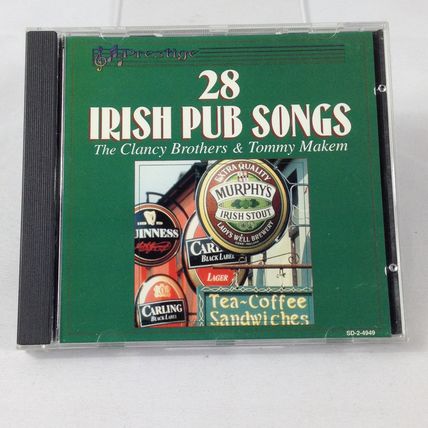 Prestige
28
IRISH PUB SONGS
The Clancy Brothers & Tommy Makem
EXTRA QUALITY
MURPHY'S
IRISH STOUT
LADY'S WELL BREWERY
GUINNESS
CARL
BLACK LABEL
LAGER
CARLING
BLACK LABEL
Tea-Coffee
Sandwiches
SD-2-4949